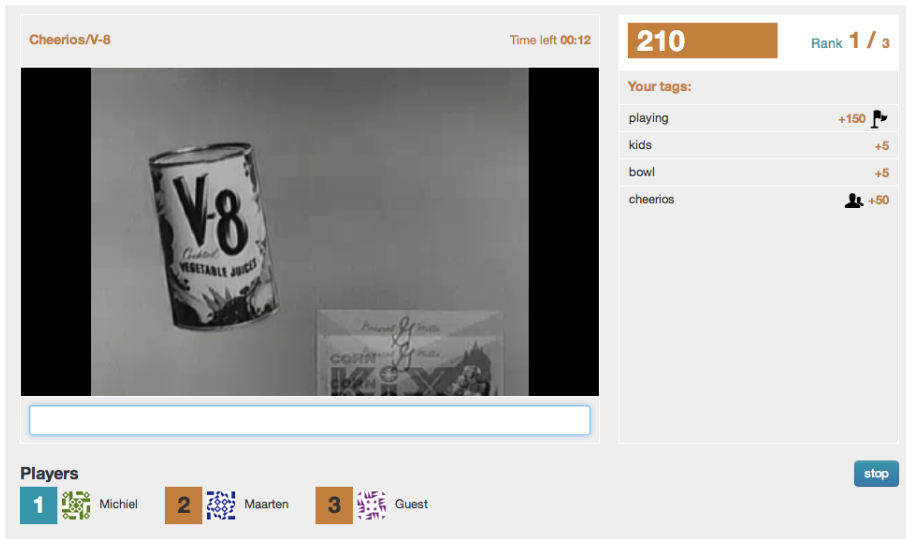 Cheerios/V-8
Time left 00:12
V-8
Cocktail
VEGETABLE JUICES
General Mills
CORN
KiX
210
Rank 1 / 3
Your tags:
playing +150
kids +5
bowl +5
cheerios +50
Players
stop
1 Michiel
2 Maarten
3 Guest